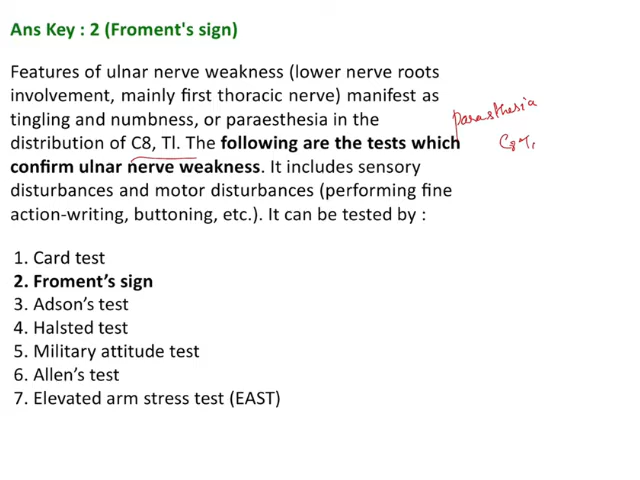 Ans Key : 2 (Froment's sign)
Features of ulnar nerve weakness (lower nerve roots
involvement, mainly first thoracic nerve) manifest as
tingling and numbness, or paraesthesia in the
distribution of C8, Tl. The following are the tests which
confirm ulnar nerve weakness. It includes sensory
disturbances and motor disturbances (performing fine
action-writing, buttoning, etc.). It can be tested by :
parasthesia
C8 T1
1. Card test
2. Froment’s sign
3. Adson’s test
4. Halsted test
5. Military attitude test
6. Allen’s test
7. Elevated arm stress test (EAST)